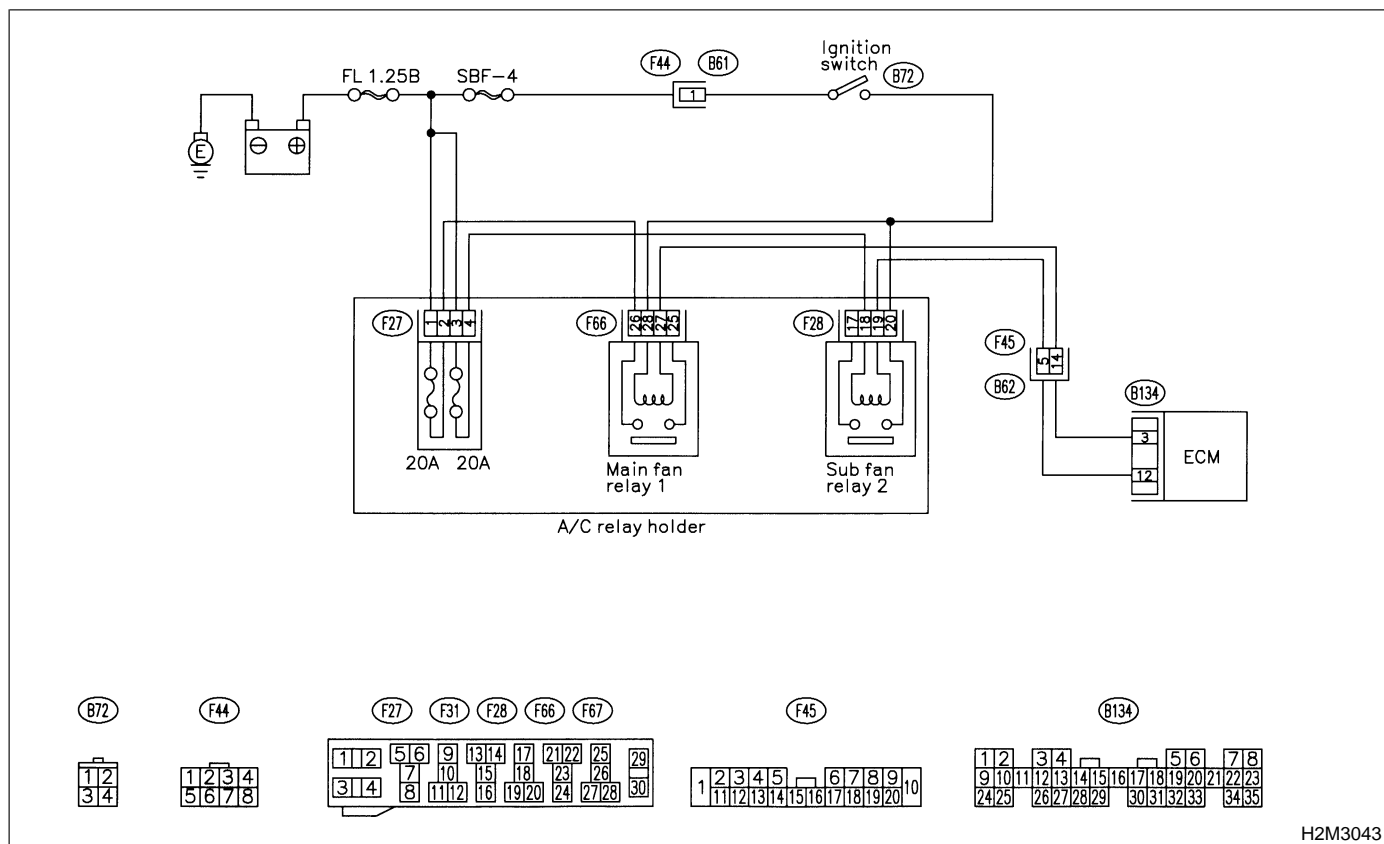 Ignition
switch
F44 B61 B72
FL 1.25B SBF-4
1
E
⊖ ⊕
F27 1 2 3 4
F66 26 28 27 25
F28 17 18 19 20
F45 5 14
B62
B134
3
12
ECM
20A 20A
Main fan
relay 1
Sub fan
relay 2
A/C relay holder
B72 F44 F27 F31 F28 F66 F67 F45 B134
1 2
3 4
1 2 3 4
5 6 7 8
1 2 5 6 9 13 14 17 21 22 25 29
7 10 15 18 23 26
3 4 8 11 12 16 19 20 24 27 28 30
1 2 3 4 5 6 7 8 9 10
11 12 13 14 15 16 17 18 19 20
1 2 3 4 5 6 7 8
9 10 11 12 13 14 15 16 17 18 19 20 21 22 23
24 25 26 27 28 29 30 31 32 33 34 35
H2M3043